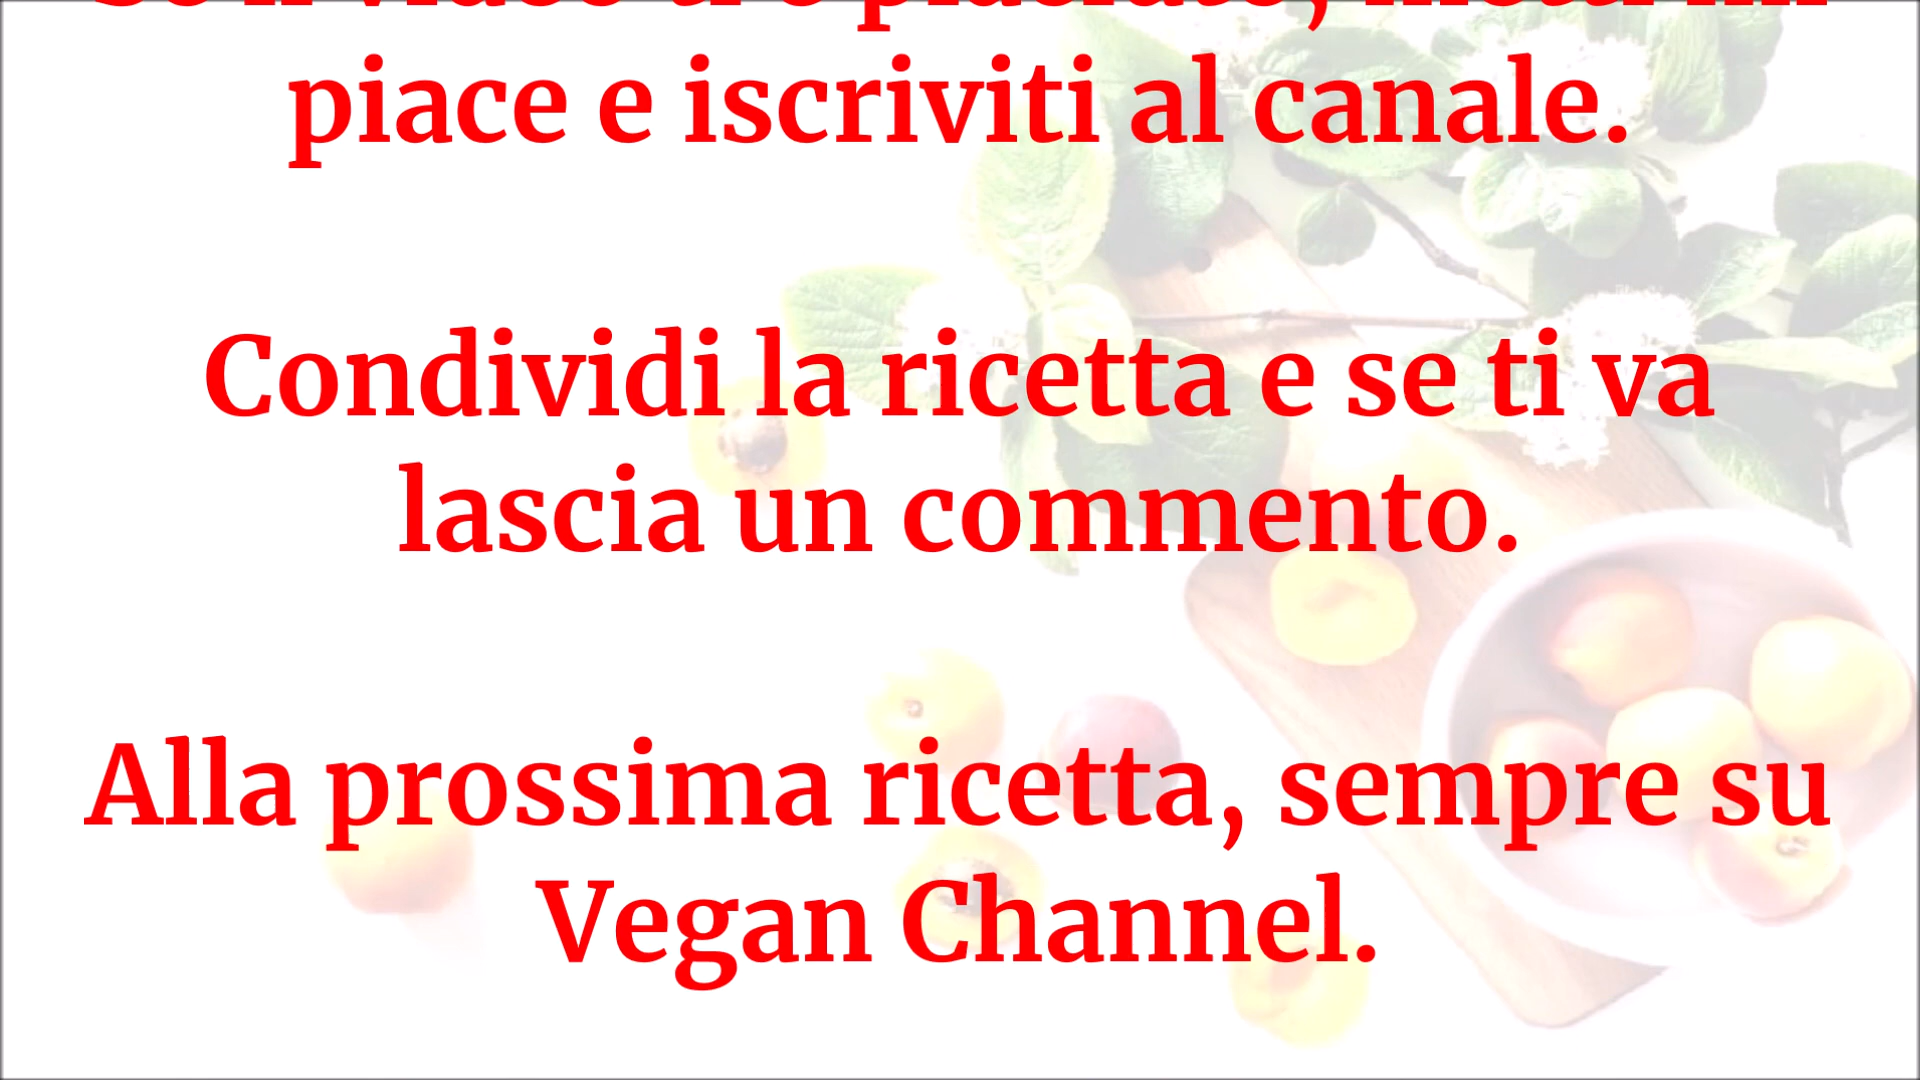 piace e iscriviti al canale.
Condividi la ricetta e se ti va
lascia un commento.
Alla prossima ricetta, sempre su
Vegan Channel.